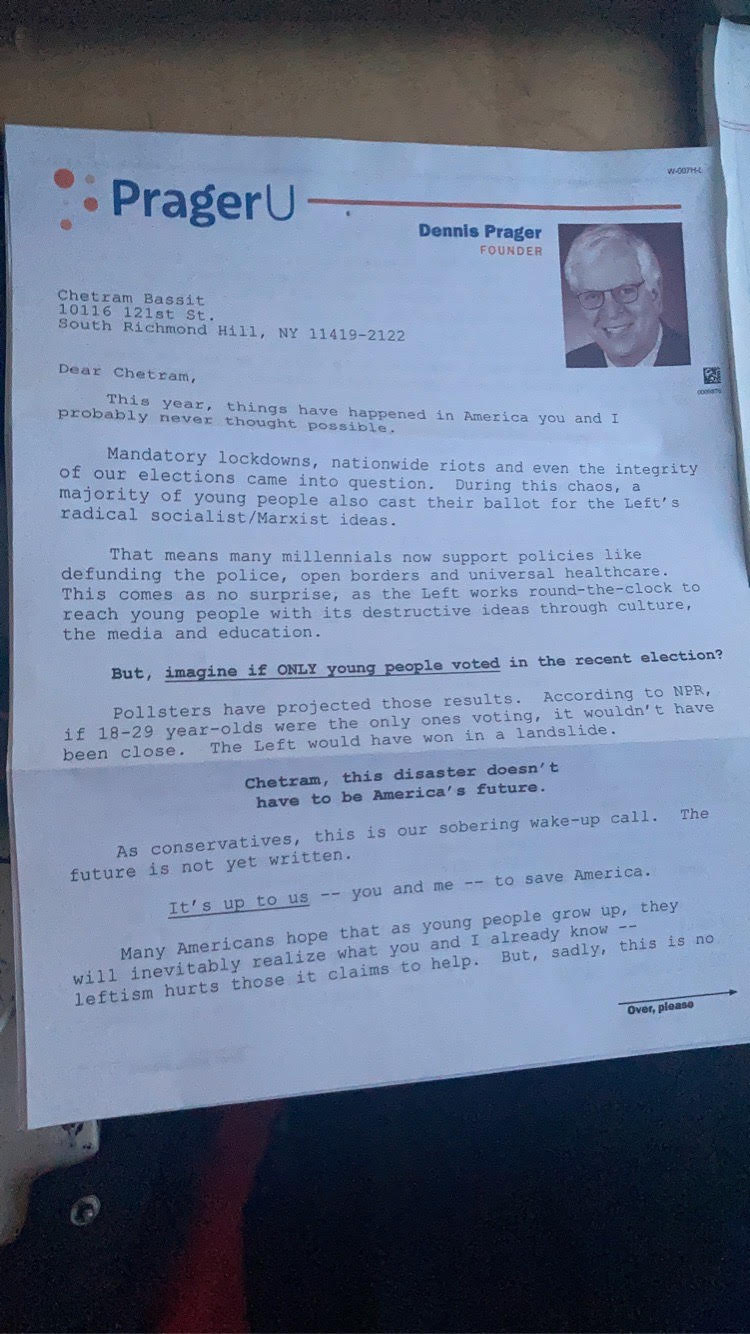 W-007H-L
PragerU
Dennis Prager
FOUNDER
Chetram Bassit
10116 121st St.
South Richmond Hill, NY 11419-2122
Dear Chetram,
This year, things have happened in America you and I
probably never thought possible.
Mandatory lockdowns, nationwide riots and even the integrity
of our elections came into question. During this chaos, a
majority of young people also cast their ballot for the Left's
radical socialist/Marxist ideas.
That means many millennials now support policies like
defunding the police, open borders and universal healthcare.
This comes as no surprise, as the Left works round-the-clock to
reach young people with its destructive ideas through culture,
the media and education.
But, imagine if ONLY young people voted in the recent election?
Pollsters have projected those results. According to NPR,
if 18-29 year-olds were the only ones voting, it wouldn't have
been close. The Left would have won in a landslide.
Chetram, this disaster doesn't
have to be America's future.
As conservatives, this is our sobering wake-up call. The
future is not yet written.
It's up to us -- you and me -- to save America.
Many Americans hope that as young people grow up, they
will inevitably realize what you and I already know --
leftism hurts those it claims to help. But, sadly, this is no
Over, please